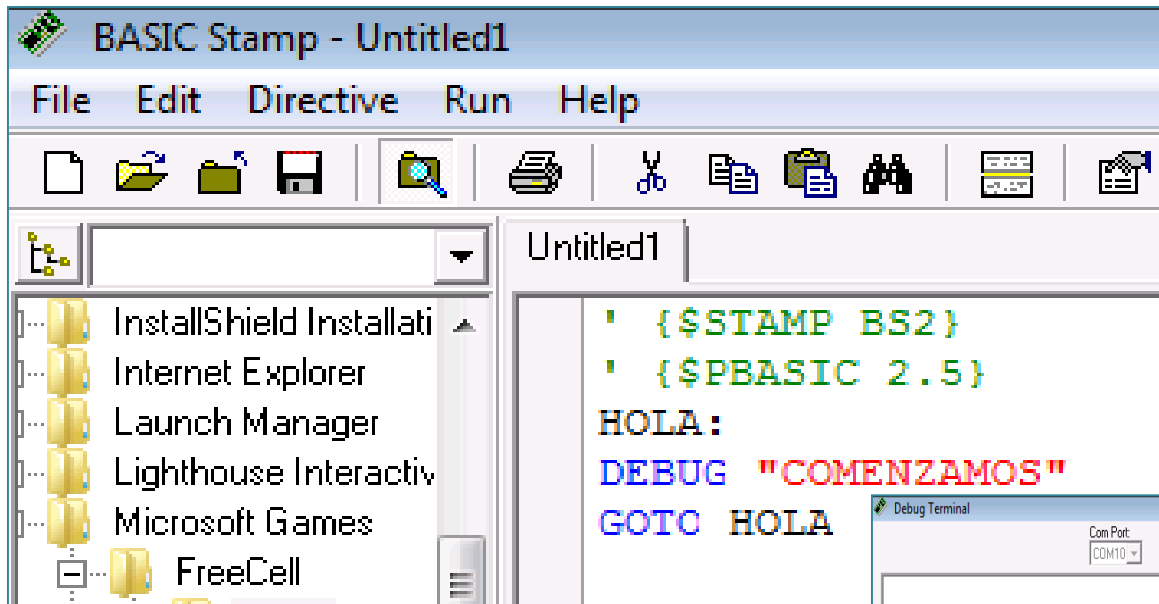 BASIC Stamp - Untitled1
File Edit Directive Run Help
Untitled1
InstallShield Installati
Internet Explorer
Launch Manager
Lighthouse Interactiv
Microsoft Games
FreeCell
' {$STAMP BS2}
' {$PBASIC 2.5}
HOLA:
DEBUG "COMENZAMOS"
GOTO HOLA
Debug Terminal
Com Port
COM10